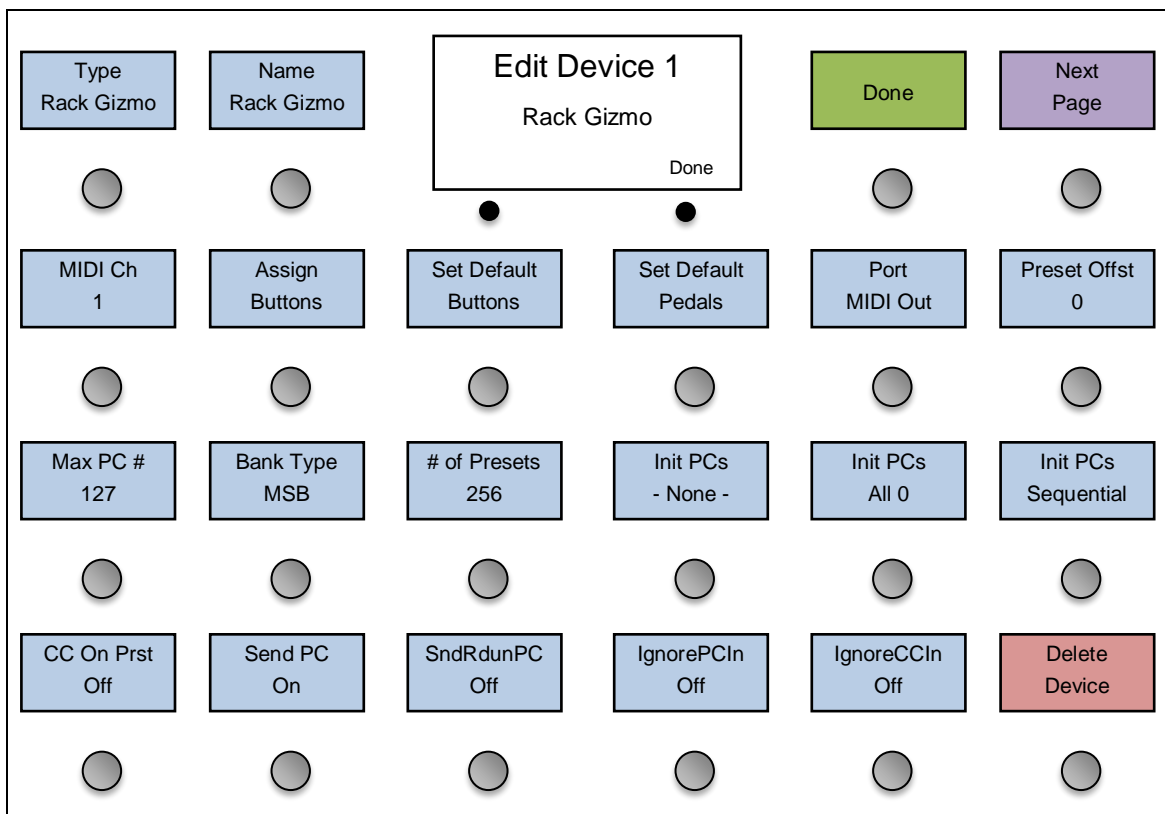 Type
Rack Gizmo
Name
Rack Gizmo
Edit Device 1
Rack Gizmo
Done
Done
Next
Page
MIDI Ch
1
Assign
Buttons
Set Default
Buttons
Set Default
Pedals
Port
MIDI Out
Preset Offst
0
Max PC #
127
Bank Type
MSB
# of Presets
256
Init PCs
- None -
Init PCs
All 0
Init PCs
Sequential
CC On Prst
Off
Send PC
On
SndRdunPC
Off
IgnorePCIn
Off
IgnoreCCIn
Off
Delete
Device